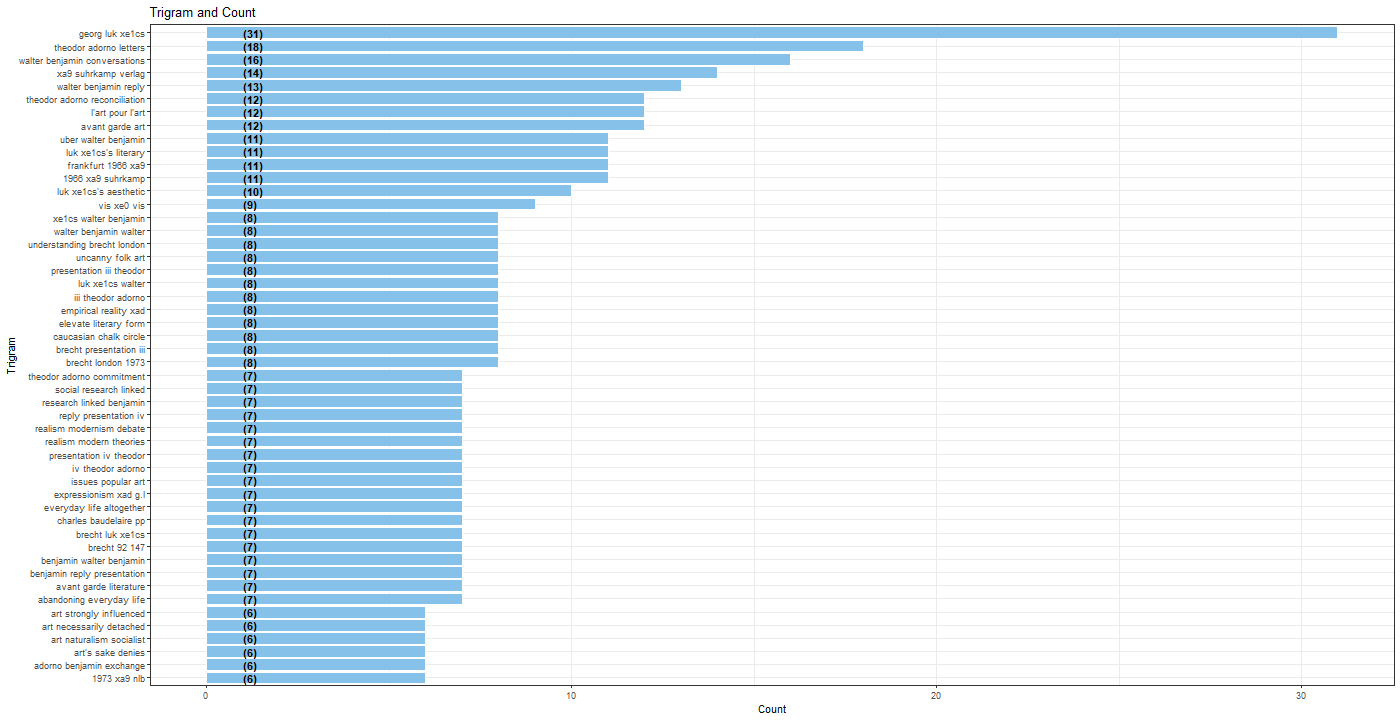 Trigram and Count
georg luk xe1cs (31)
theodor adorno letters (18)
walter benjamin conversations (16)
xa9 suhrkamp verlag (14)
walter benjamin reply (13)
theodor adorno reconciliation (12)
l'art pour l'art (12)
avant garde art (12)
uber walter benjamin (11)
luk xe1cs's literary (11)
frankfurt 1966 xa9 (11)
1966 xa9 suhrkamp (11)
luk xe1cs's aesthetic (10)
vis xe0 vis (9)
xe1cs walter benjamin (8)
walter benjamin walter (8)
understanding brecht london (8)
uncanny folk art (8)
presentation iii theodor (8)
luk xe1cs walter (8)
iii theodor adorno (8)
empirical reality xad (8)
elevate literary form (8)
caucasian chalk circle (8)
brecht presentation iii (8)
brecht london 1973 (8)
theodor adorno commitment (7)
social research linked (7)
research linked benjamin (7)
reply presentation iv (7)
realism modernism debate (7)
realism modern theories (7)
presentation iv theodor (7)
iv theodor adorno (7)
issues popular art (7)
expressionism xad g.l (7)
everyday life altogether (7)
charles baudelaire pp (7)
brecht luk xe1cs (7)
brecht 92 147 (7)
benjamin walter benjamin (7)
benjamin reply presentation (7)
avant garde literature (7)
abandoning everyday life (7)
art strongly influenced (6)
art necessarily detached (6)
art naturalism socialist (6)
art's sake denies (6)
adorno benjamin exchange (6)
1973 xa9 nlb (6)
Trigram
0 10 20 30
Count